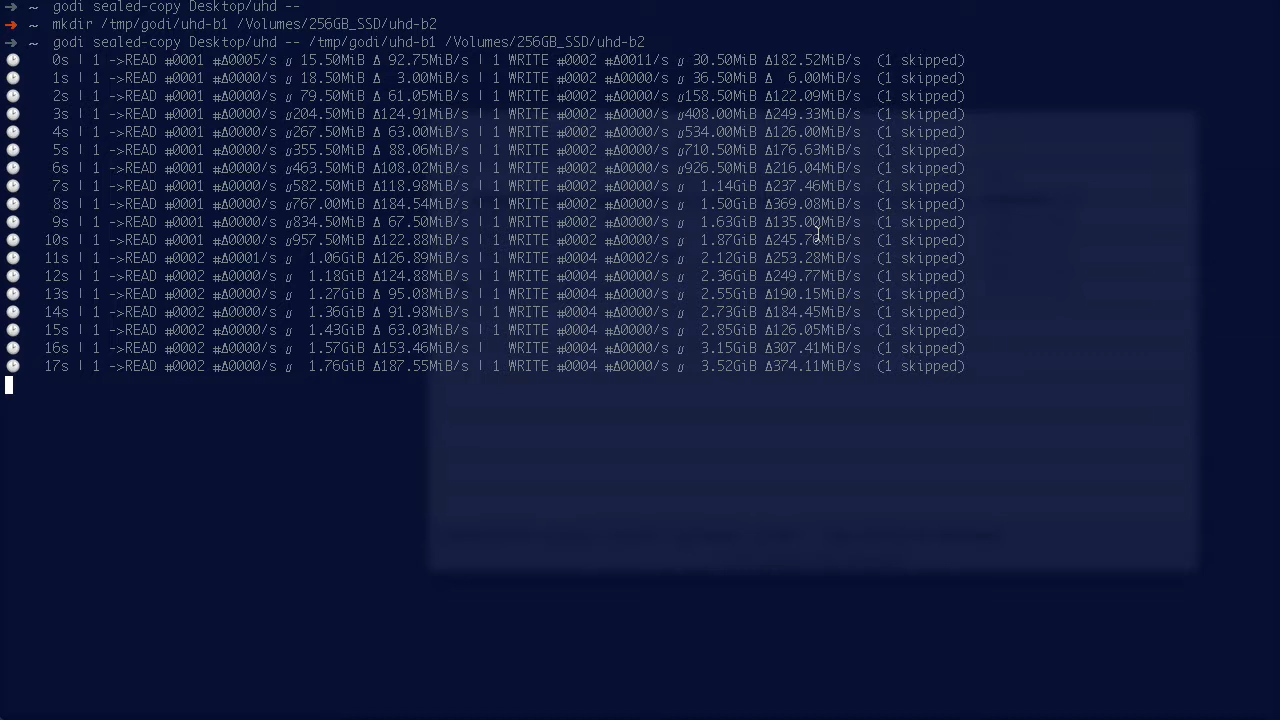 ➜ ~ godi sealed-copy Desktop/uhd --
➜ ~ mkdir /tmp/godi/uhd-b1 /Volumes/256GB_SSD/uhd-b2
➜ ~ godi sealed-copy Desktop/uhd -- /tmp/godi/uhd-b1 /Volumes/256GB_SSD/uhd-b2
🕑 0s | 1 ->READ #0001 #Δ0005/s ⰽ 15.50MiB Δ 92.75MiB/s | 1 WRITE #0002 #Δ0011/s ⰽ 30.50MiB Δ182.52MiB/s (1 skipped)
🕑 1s | 1 ->READ #0001 #Δ0000/s ⰽ 18.50MiB Δ 3.00MiB/s | 1 WRITE #0002 #Δ0000/s ⰽ 36.50MiB Δ 6.00MiB/s (1 skipped)
🕑 2s | 1 ->READ #0001 #Δ0000/s ⰽ 79.50MiB Δ 61.05MiB/s | 1 WRITE #0002 #Δ0000/s ⰽ158.50MiB Δ122.09MiB/s (1 skipped)
🕑 3s | 1 ->READ #0001 #Δ0000/s ⰽ204.50MiB Δ124.91MiB/s | 1 WRITE #0002 #Δ0000/s ⰽ408.00MiB Δ249.33MiB/s (1 skipped)
🕑 4s | 1 ->READ #0001 #Δ0000/s ⰽ267.50MiB Δ 63.00MiB/s | 1 WRITE #0002 #Δ0000/s ⰽ534.00MiB Δ126.00MiB/s (1 skipped)
🕑 5s | 1 ->READ #0001 #Δ0000/s ⰽ355.50MiB Δ 88.06MiB/s | 1 WRITE #0002 #Δ0000/s ⰽ710.50MiB Δ176.63MiB/s (1 skipped)
🕑 6s | 1 ->READ #0001 #Δ0000/s ⰽ463.50MiB Δ108.02MiB/s | 1 WRITE #0002 #Δ0000/s ⰽ926.50MiB Δ216.04MiB/s (1 skipped)
🕑 7s | 1 ->READ #0001 #Δ0000/s ⰽ582.50MiB Δ118.98MiB/s | 1 WRITE #0002 #Δ0000/s ⰽ 1.14GiB Δ237.46MiB/s (1 skipped)
🕑 8s | 1 ->READ #0001 #Δ0000/s ⰽ767.00MiB Δ184.54MiB/s | 1 WRITE #0002 #Δ0000/s ⰽ 1.50GiB Δ369.08MiB/s (1 skipped)
🕑 9s | 1 ->READ #0001 #Δ0000/s ⰽ834.50MiB Δ 67.50MiB/s | 1 WRITE #0002 #Δ0000/s ⰽ 1.63GiB Δ135.00MiB/s (1 skipped)
🕑 10s | 1 ->READ #0001 #Δ0000/s ⰽ957.50MiB Δ122.88MiB/s | 1 WRITE #0002 #Δ0000/s ⰽ 1.87GiB Δ245.76MiB/s (1 skipped)
🕑 11s | 1 ->READ #0002 #Δ0001/s ⰽ 1.06GiB Δ126.89MiB/s | 1 WRITE #0004 #Δ0002/s ⰽ 2.12GiB Δ253.28MiB/s (1 skipped)
🕑 12s | 1 ->READ #0002 #Δ0000/s ⰽ 1.18GiB Δ124.88MiB/s | 1 WRITE #0004 #Δ0000/s ⰽ 2.36GiB Δ249.77MiB/s (1 skipped)
🕑 13s | 1 ->READ #0002 #Δ0000/s ⰽ 1.27GiB Δ 95.08MiB/s | 1 WRITE #0004 #Δ0000/s ⰽ 2.55GiB Δ190.15MiB/s (1 skipped)
🕑 14s | 1 ->READ #0002 #Δ0000/s ⰽ 1.36GiB Δ 91.98MiB/s | 1 WRITE #0004 #Δ0000/s ⰽ 2.73GiB Δ184.45MiB/s (1 skipped)
🕑 15s | 1 ->READ #0002 #Δ0000/s ⰽ 1.43GiB Δ 63.03MiB/s | 1 WRITE #0004 #Δ0000/s ⰽ 2.85GiB Δ126.05MiB/s (1 skipped)
🕑 16s | 1 ->READ #0002 #Δ0000/s ⰽ 1.57GiB Δ153.46MiB/s | WRITE #0004 #Δ0000/s ⰽ 3.15GiB Δ307.41MiB/s (1 skipped)
🕑 17s | 1 ->READ #0002 #Δ0000/s ⰽ 1.76GiB Δ187.55MiB/s | 1 WRITE #0004 #Δ0000/s ⰽ 3.52GiB Δ374.11MiB/s (1 skipped)